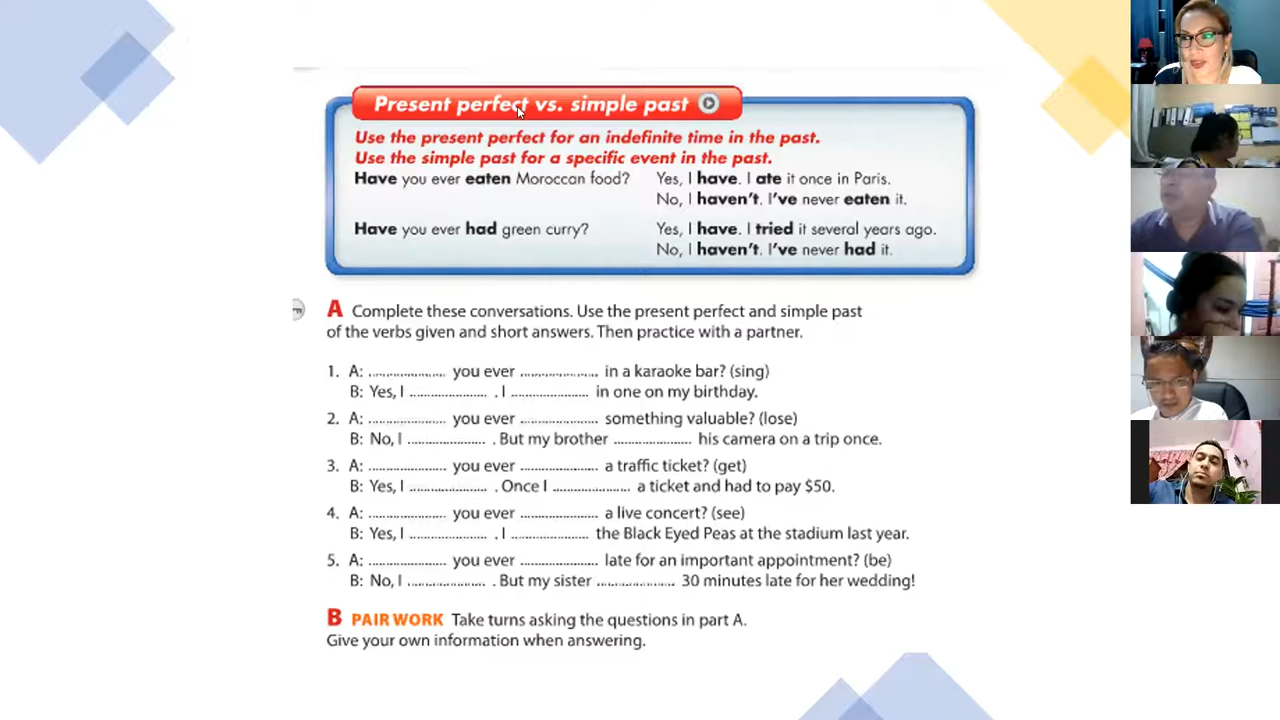 Present perfect vs. simple past
Use the present perfect for an indefinite time in the past.
Use the simple past for a specific event in the past.
Have you ever eaten Moroccan food? Yes, I have. I ate it once in Paris.
No, I haven't. I've never eaten it.
Have you ever had green curry? Yes, I have. I tried it several years ago.
No, I haven't. I've never had it.
A Complete these conversations. Use the present perfect and simple past
of the verbs given and short answers. Then practice with a partner.
1. A: .................... you ever .................... in a karaoke bar? (sing)
B: Yes, I .................... . I .................... in one on my birthday.
2. A: .................... you ever .................... something valuable? (lose)
B: No, I .................... . But my brother .................... his camera on a trip once.
3. A: .................... you ever .................... a traffic ticket? (get)
B: Yes, I .................... . Once I .................... a ticket and had to pay $50.
4. A: .................... you ever .................... a live concert? (see)
B: Yes, I .................... . I .................... the Black Eyed Peas at the stadium last year.
5. A: .................... you ever .................... late for an important appointment? (be)
B: No, I .................... . But my sister .................... 30 minutes late for her wedding!
B PAIR WORK Take turns asking the questions in part A.
Give your own information when answering.